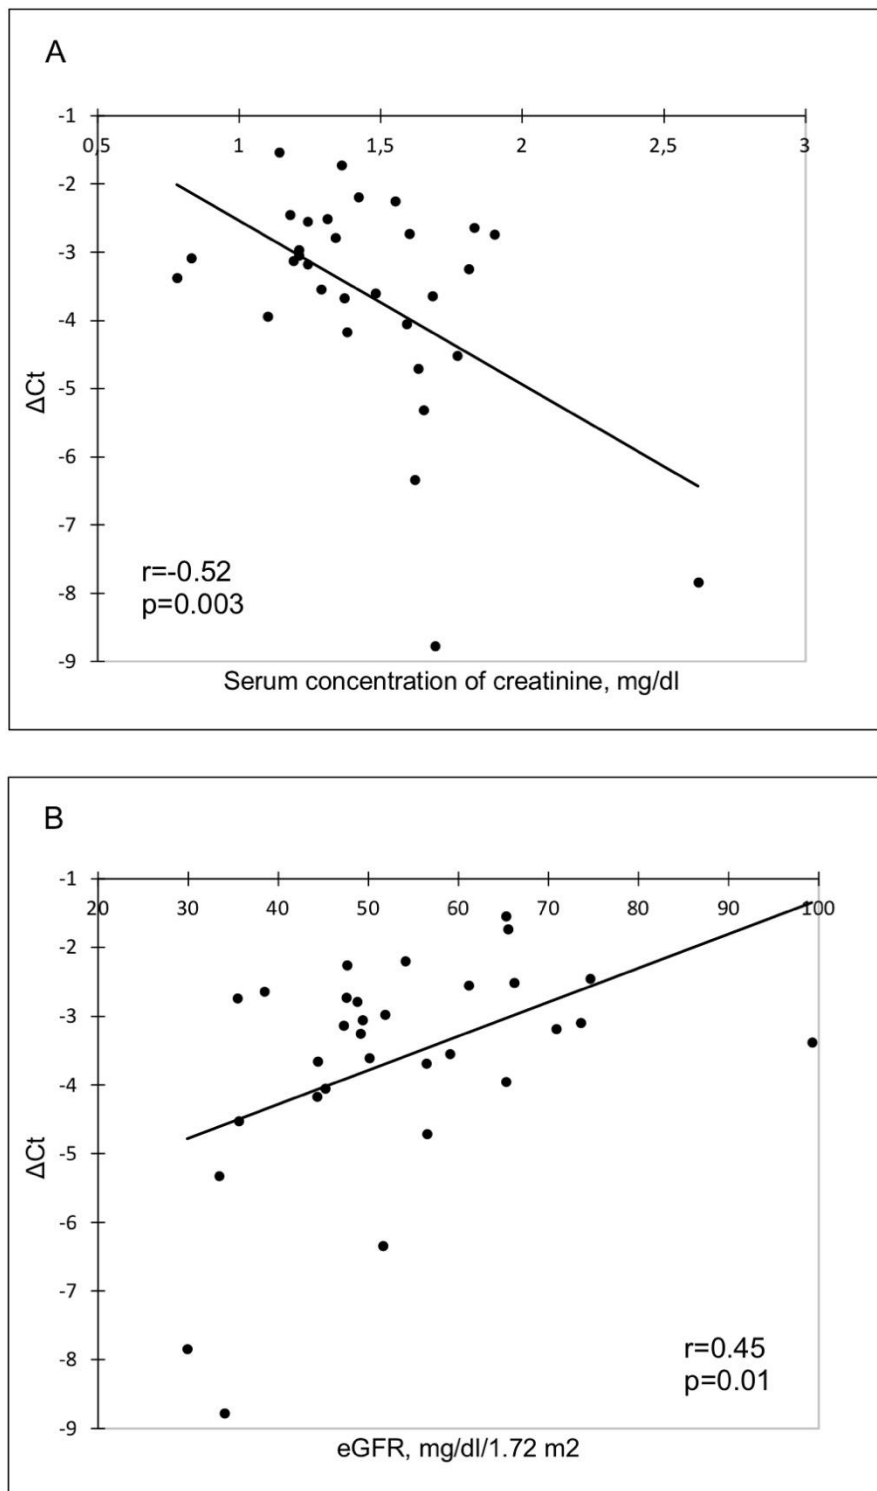 A
-1
0,5 1 1,5 2 2,5 3
-2
-3
-4
ΔCt
-5
-6
-7
r=-0.52
-8
p=0.003
-9
Serum concentration of creatinine, mg/dl
B
-1
20 30 40 50 60 70 80 90 100
-2
-3
-4
ΔCt
-5
-6
-7
r=0.45
-8
p=0.01
-9
eGFR, mg/dl/1.72 m2